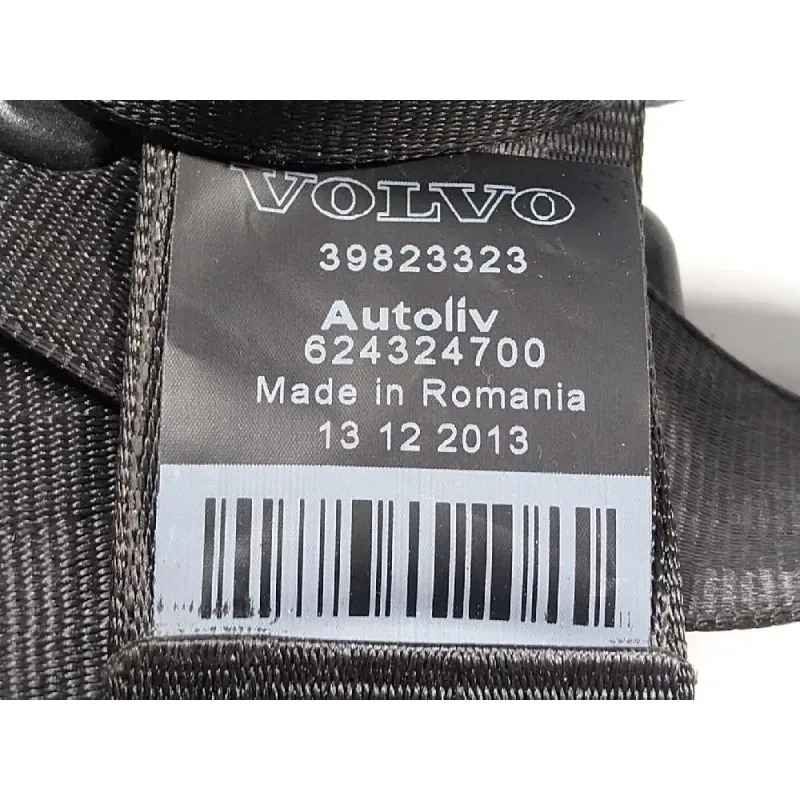 VOLVO
39823323
Autoliv
624324700
Made in Romania
13 12 2013